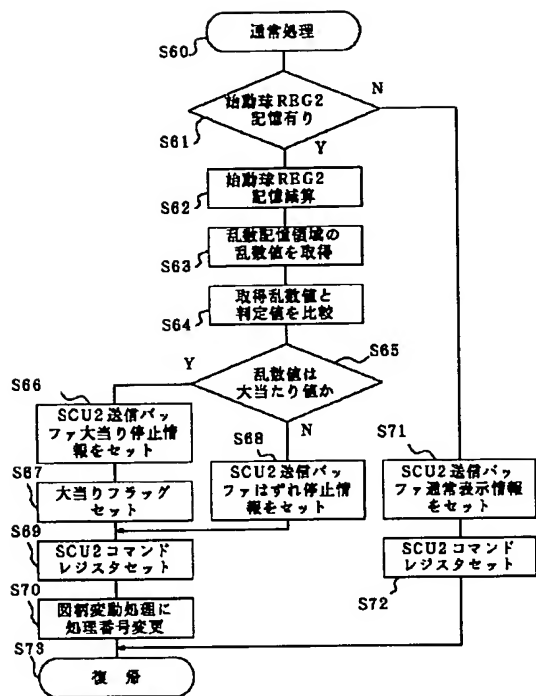 通常処理
S60
N
始動球REG2
記憶有り
S61
Y
始動球REG2
記憶減算
S62
乱数記憶領域の
乱数値を取得
S63
取得乱数値と
判定値を比較
S64
S65
Y
乱数値は
大当たり値か
S66
N
SCU2送信バッ
ファ大当り停止情
報をセット
S68
S71
S67
大当りフラッグ
セット
SCU2送信バッ
ファはずれ停止情
報をセット
SCU2送信バッ
ファ通常表示情報
をセット
S69
SCU2コマンド
レジスタセット
SCU2コマンド
レジスタセット
S72
S70
図柄変動処理に
処理番号変更
S73
復 帰